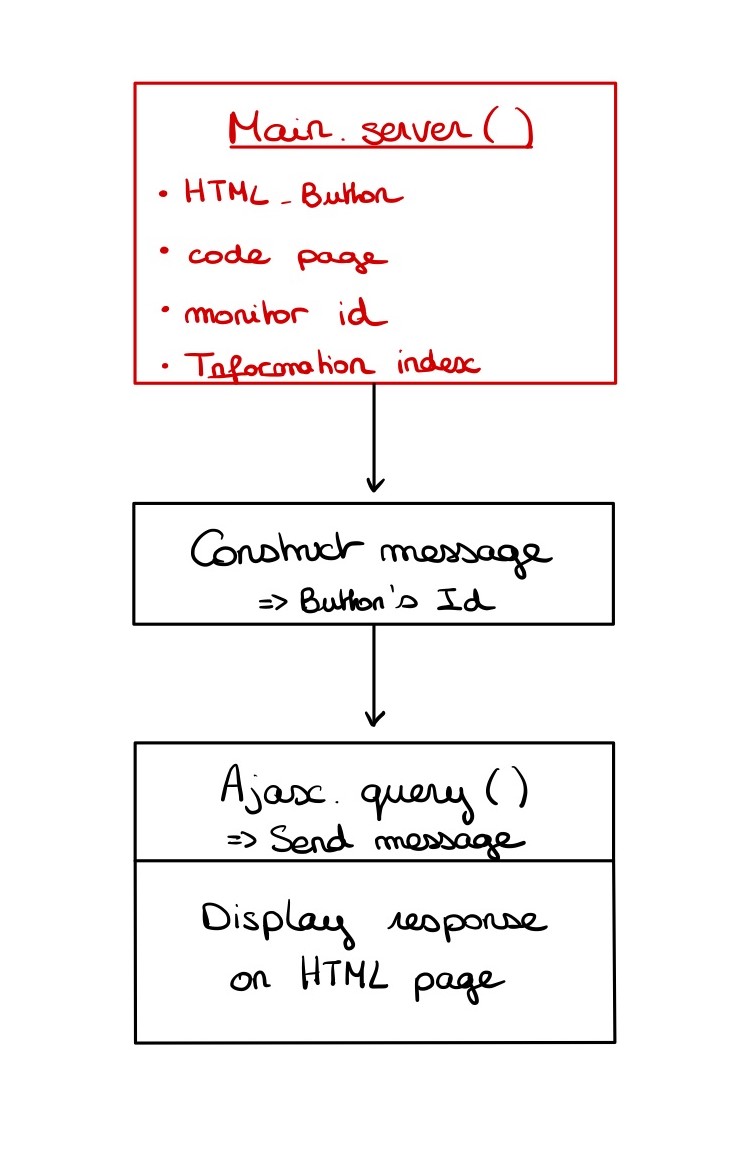 Main.server()
• HTML_Button
• code page
• monitor id
• Information index
Construct message
=> Button's Id
Ajax.query()
=> Send message
Display response
on HTML page